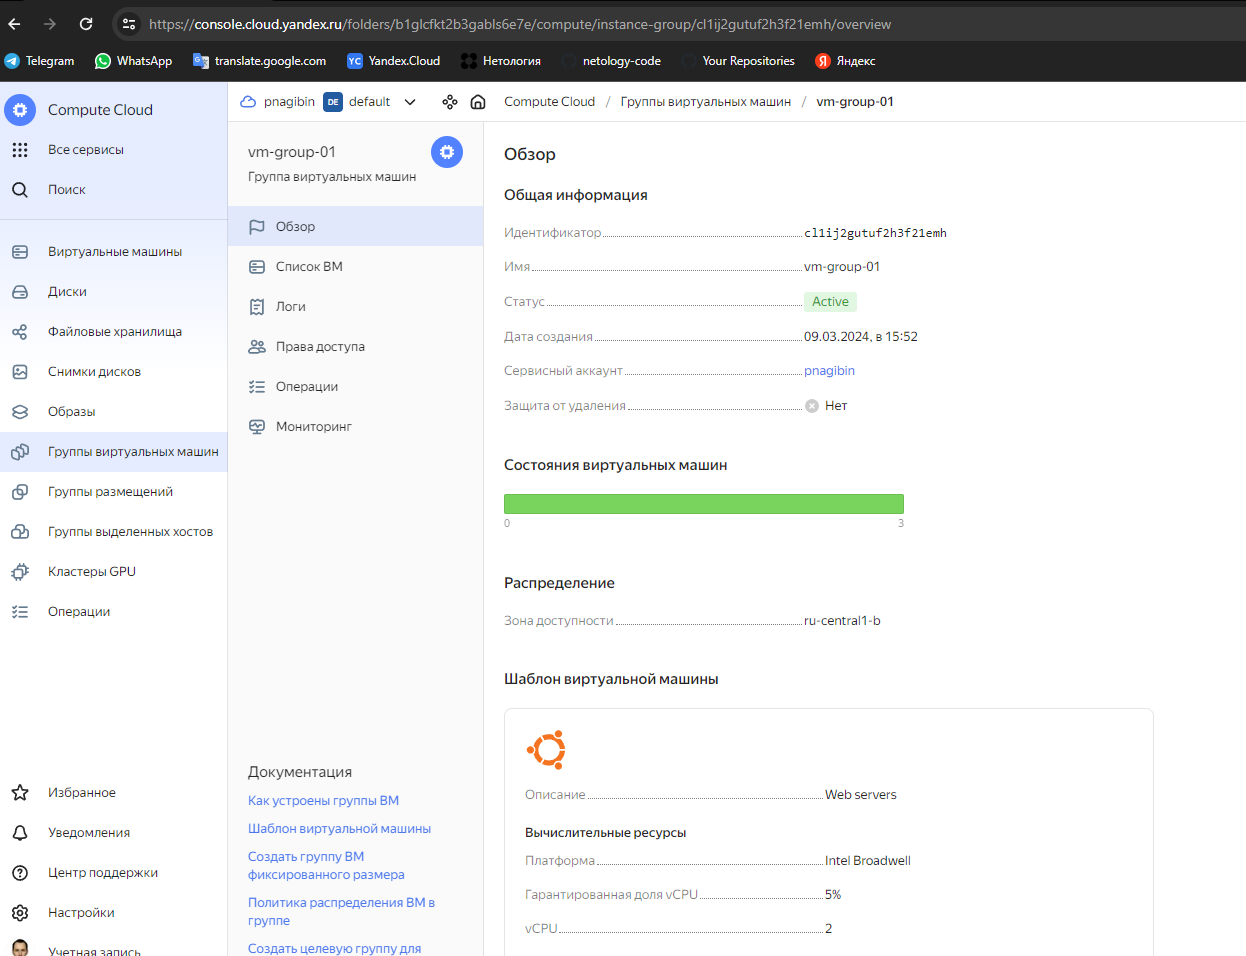 https://console.cloud.yandex.ru/folders/b1glcfkt2b3gabls6e7e/compute/instance-group/cl1ij2gutuf2h3f21emh/overview
Telegram
WhatsApp
translate.google.com
YC
Yandex.Cloud
Нетология
netology-code
Your Repositories
Я
Яндекс
Compute Cloud
Все сервисы
Поиск
Виртуальные машины
Диски
Файловые хранилища
Снимки дисков
Образы
Группы виртуальных машин
Группы размещений
Группы выделенных хостов
Кластеры GPU
Операции
Избранное
Уведомления
Центр поддержки
Настройки
Учетная запись
pnagibin DE default
Compute Cloud / Группы виртуальных машин / vm-group-01
vm-group-01
Группа виртуальных машин
Обзор
Список ВМ
Логи
Права доступа
Операции
Мониторинг
Документация
Как устроены группы ВМ
Шаблон виртуальной машины
Создать группу ВМ
фиксированного размера
Политика распределения ВМ в
группе
Создать целевую группу для
Обзор
Общая информация
Идентификатор cl1ij2gutuf2h3f21emh
Имя vm-group-01
Статус Active
Дата создания 09.03.2024, в 15:52
Сервисный аккаунт pnagibin
Защита от удаления Нет
Состояния виртуальных машин
0 3
Распределение
Зона доступности ru-central1-b
Шаблон виртуальной машины
Описание Web servers
Вычислительные ресурсы
Платформа Intel Broadwell
Гарантированная доля vCPU 5%
vCPU 2